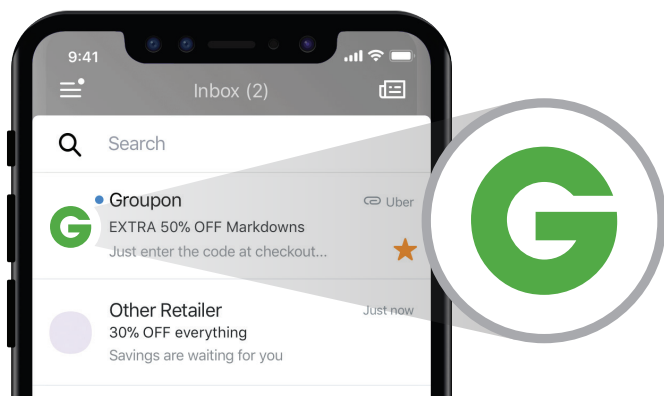 9:41
Inbox (2)
Search
Groupon
Uber
EXTRA 50% OFF Markdowns
Just enter the code at checkout...
Other Retailer
Just now
30% OFF everything
Savings are waiting for you
G
G